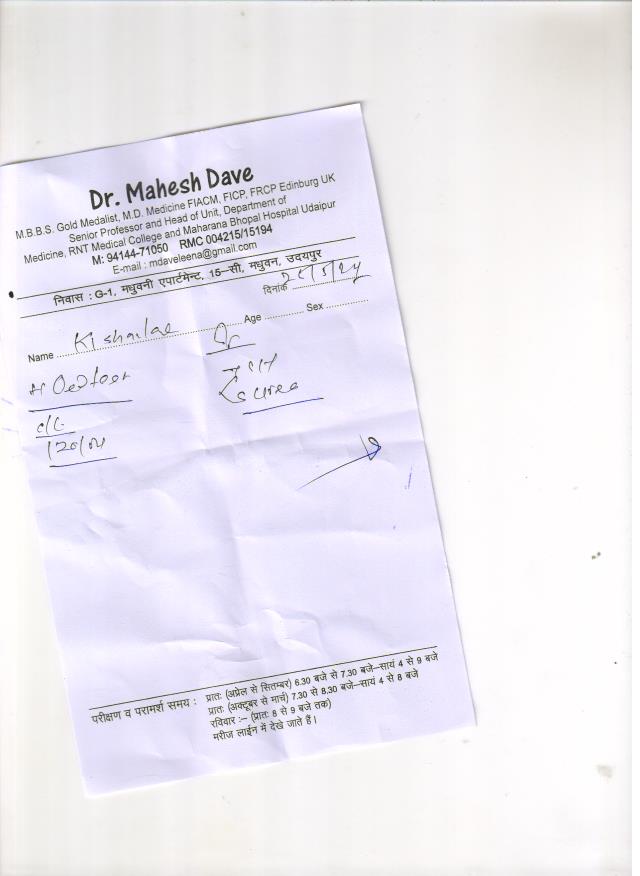 Dr. Mahesh Dave
M.B.B.S. Gold Medalist, M.D. Medicine FIACM, FICP, FRCP Edinburg UK
Senior Professor and Head of Unit, Department of
Medicine, RNT Medical College and Maharana Bhopal Hospital Udaipur
M: 94144-71050 RMC 004215/15194
E-mail : mdaveleena@gmail.com
निवास : G-1, मधुवनी एपार्टमेन्ट, 15–सी, मधुवन, उदयपुर
दिनांक
Name Age Sex
S urea
परीक्षण व परामर्श समय : प्रातः (अप्रेल से सितम्बर) 6.30 बजे से 7.30 बजे–सायं 4 से 9 बजे
प्रातः (अक्टूबर से मार्च) 7.30 से 8.30 बजे–सायं 4 से 8 बजे
रविवार :– (प्रातः 8 से 9 बजे तक)
मरीज लाईन में देखे जाते हैं।